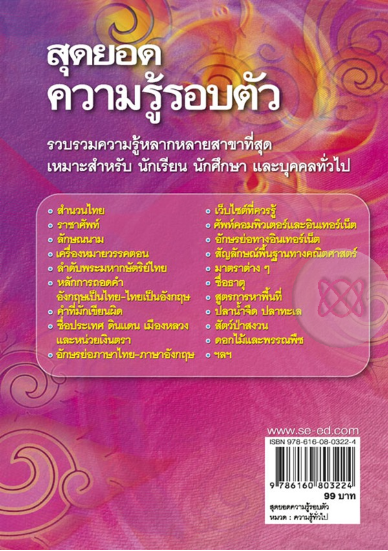 สุดยอด
ความรู้รอบตัว
รวบรวมความรู้หลากหลายสาขาที่สุด
เหมาะสำหรับ นักเรียน นักศึกษา และบุคคลทั่วไป
สำนวนไทย
ราชาศัพท์
ลักษณนาม
เครื่องหมายวรรคตอน
ลำดับพระมหากษัตริย์ไทย
หลักการถอดคำ
อังกฤษเป็นไทย-ไทยเป็นอังกฤษ
คำที่มักเขียนผิด
ชื่อประเทศ ดินแดน เมืองหลวง
และหน่วยเงินตรา
อักษรย่อภาษาไทย-ภาษาอังกฤษ
เว็บไซต์ที่ควรรู้
ศัพท์คอมพิวเตอร์และอินเทอร์เน็ต
อักษรย่อทางอินเทอร์เน็ต
สัญลักษณ์พื้นฐานทางคณิตศาสตร์
มาตราต่าง ๆ
ชื่อธาตุ
สูตรการหาพื้นที่
ปลาน้ำจืด ปลาทะเล
สัตว์ป่าสงวน
ดอกไม้และพรรณพืช
ฯลฯ
www.se-ed.com
ISBN 978-616-08-0322-4
9 786160 803224
99 บาท
สุดยอดความรู้รอบตัว
หมวด : ความรู้ทั่วไป